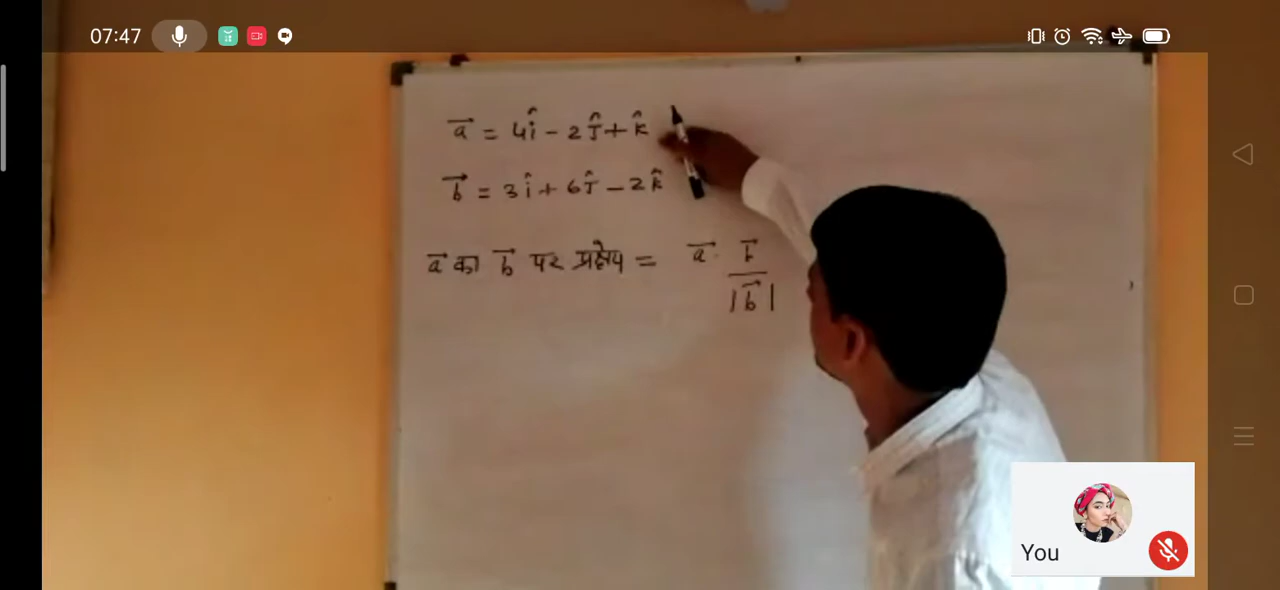 07:47
a⃗ = 4î - 2ĵ + k̂
b⃗ = 3î + 6ĵ - 2k̂
a⃗ का b⃗ पर प्रक्षेप = a⃗ · b⃗ / |b⃗|
You